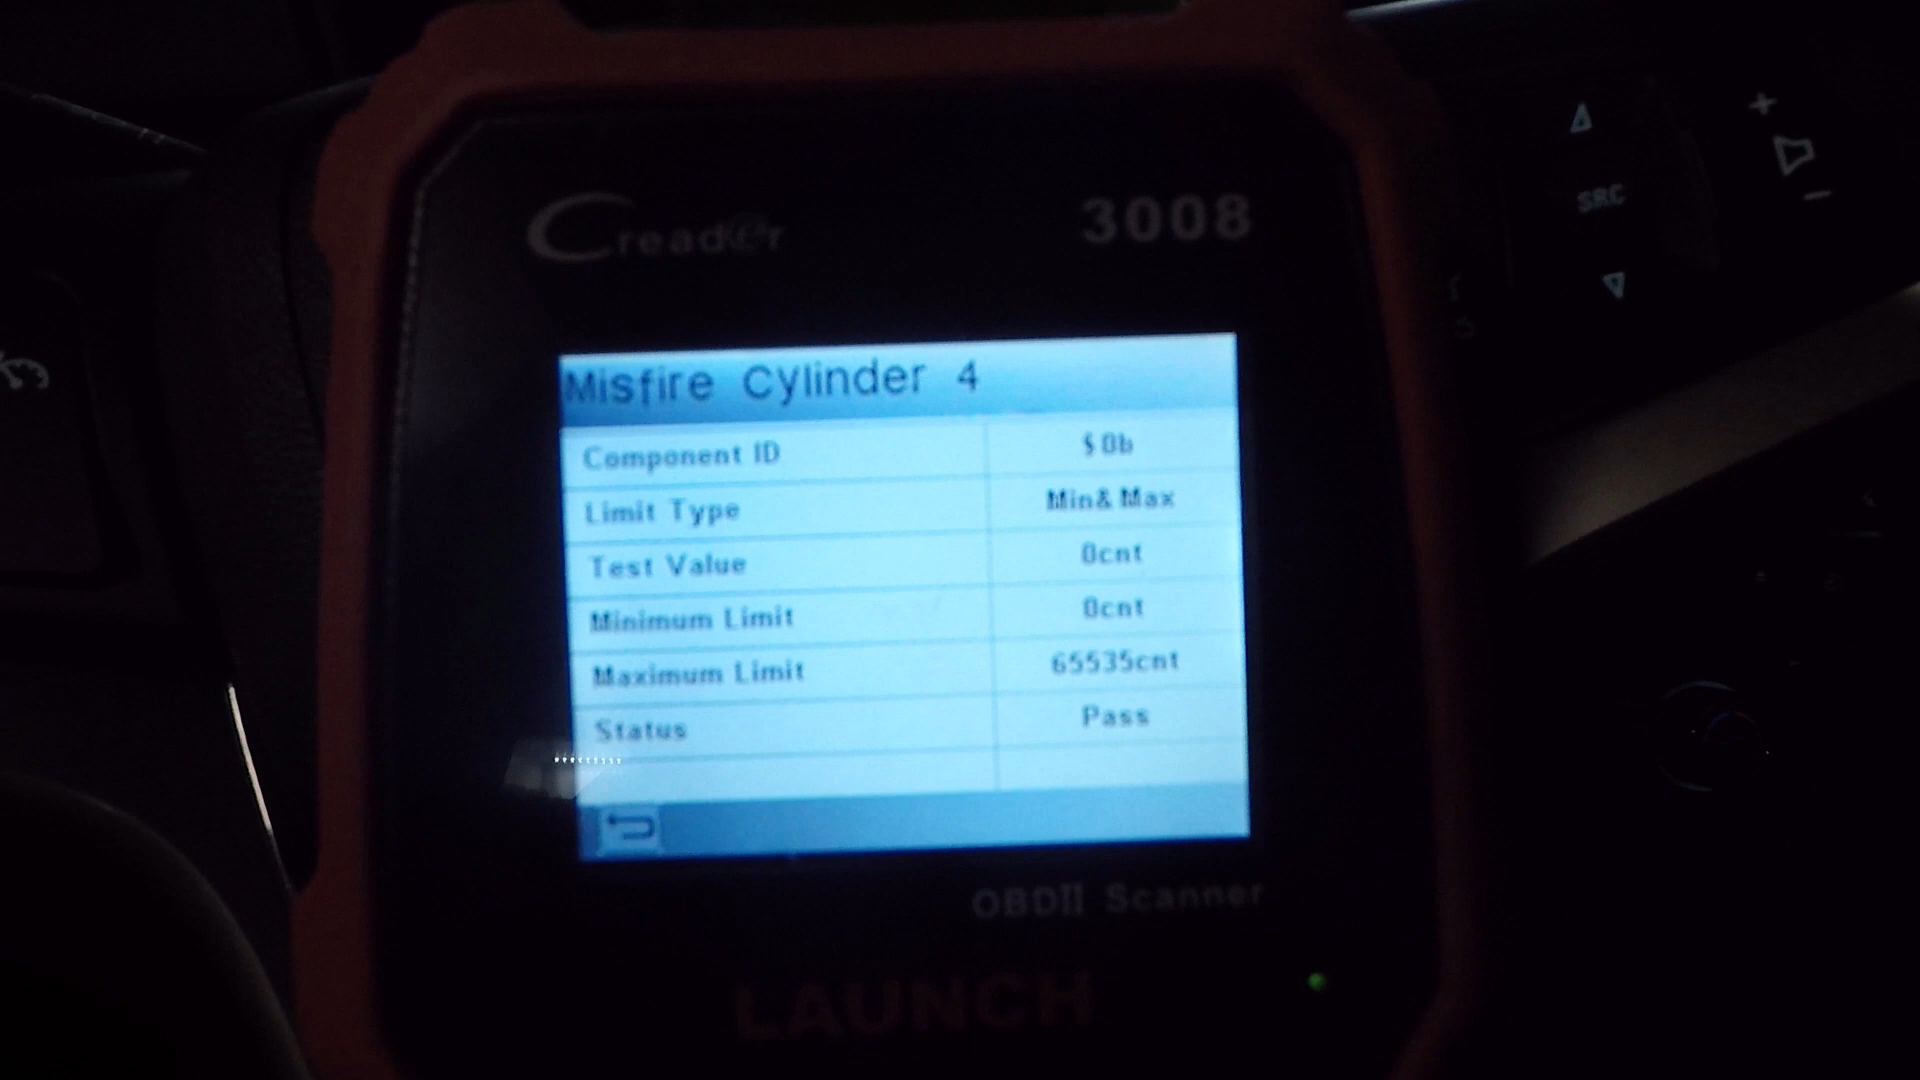 Creader 3008
Misfire Cylinder 4
Component ID $0b
Limit Type Min&Max
Test Value 0cnt
Minimum Limit 0cnt
Maximum Limit 65535cnt
Status Pass
OBDII Scanner
LAUNCH
SRC
+
-